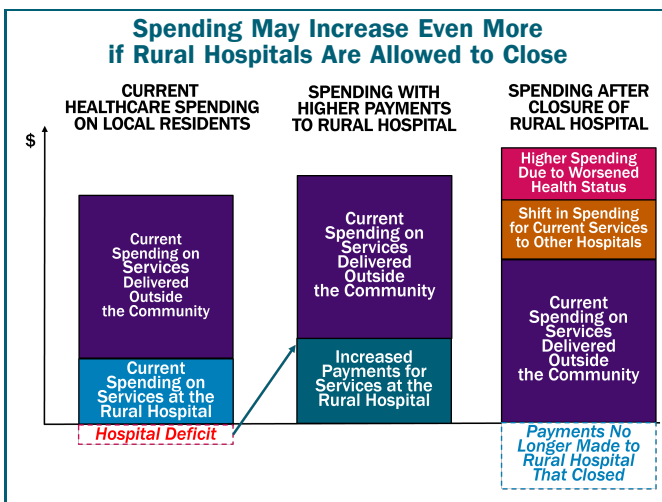 Spending May Increase Even More
if Rural Hospitals Are Allowed to Close
CURRENT
HEALTHCARE SPENDING
ON LOCAL RESIDENTS
SPENDING WITH
HIGHER PAYMENTS
TO RURAL HOSPITAL
SPENDING AFTER
CLOSURE OF
RURAL HOSPITAL
$
Current
Spending on
Services
Delivered
Outside
the Community
Current
Spending on
Services at the
Rural Hospital
Hospital Deficit
Current
Spending on
Services
Delivered
Outside
the Community
Increased
Payments for
Services at the
Rural Hospital
Higher Spending
Due to Worsened
Health Status
Shift in Spending
for Current Services
to Other Hospitals
Current
Spending on
Services
Delivered
Outside
the Community
Payments No
Longer Made to
Rural Hospital
That Closed